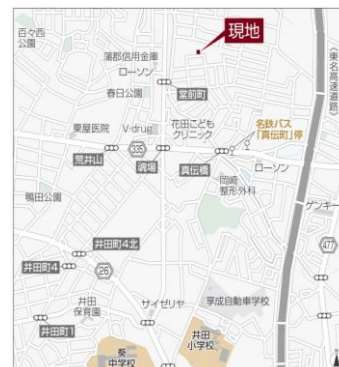 現地
百々西
公園
蒲郡信用金庫
ローソン
春日公園
堂前町
《東名高速道路》
栗屋医院
V・drug
花田こども
クリニック
名鉄バス
「真伝町」停
335
荒井山
真伝橋
ローソン
岡崎
整形外科
鴨田公園
ゲンキー
井田町4北
477
井田町4
26
井田
保育園
サイゼリヤ
享成自動車学校
井田町1
葵
中学校
井田
小学校